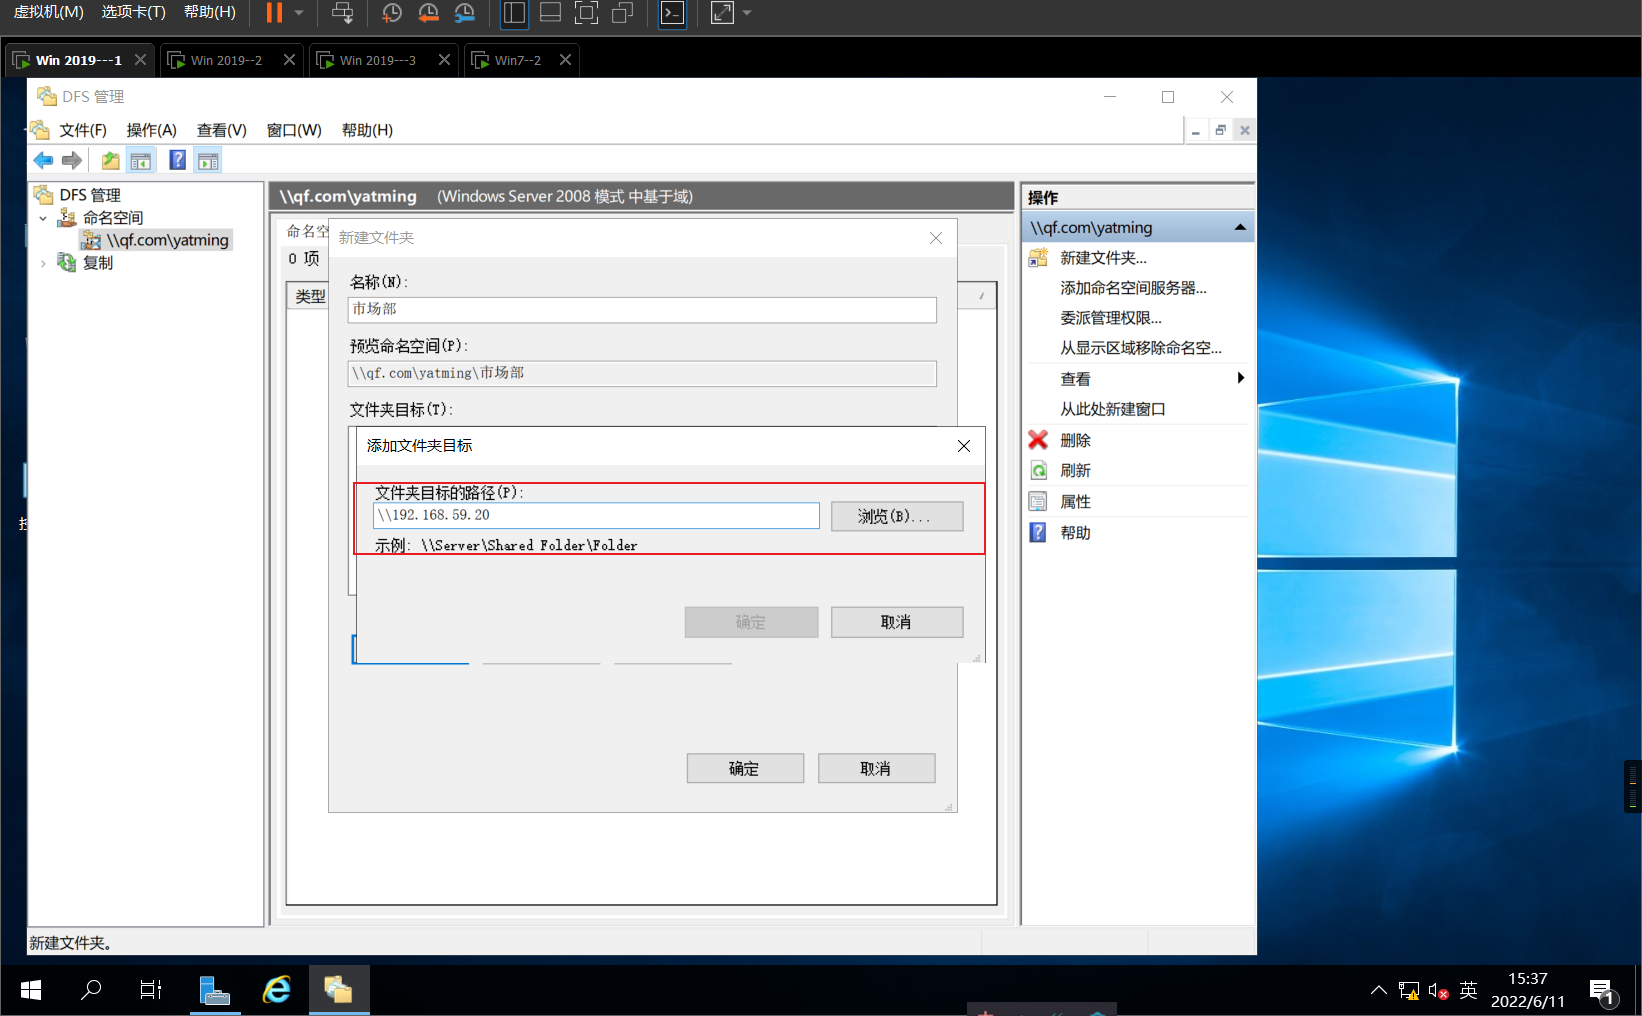 虚拟机(M) 选项卡(T) 帮助(H)
Win 2019---1 Win 2019--2 Win 2019---3 Win7--2
DFS 管理
文件(F) 操作(A) 查看(V) 窗口(W) 帮助(H)
DFS 管理
命名空间
\\qf.com\yatming
复制
\\qf.com\yatming (Windows Server 2008 模式 中基于域)
命名空
0 项
类型
新建文件夹
名称(N):
市场部
预览命名空间(P):
\\qf.com\yatming\市场部
文件夹目标(T):
添加文件夹目标
文件夹目标的路径(P):
\\192.168.59.20
浏览(B)...
示例: \\Server\Shared Folder\Folder
确定 取消
确定 取消
操作
\\qf.com\yatming
新建文件夹...
添加命名空间服务器...
委派管理权限...
从显示区域移除命名空...
查看
从此处新建窗口
删除
刷新
属性
帮助
新建文件夹。
英
15:37
2022/6/11
1